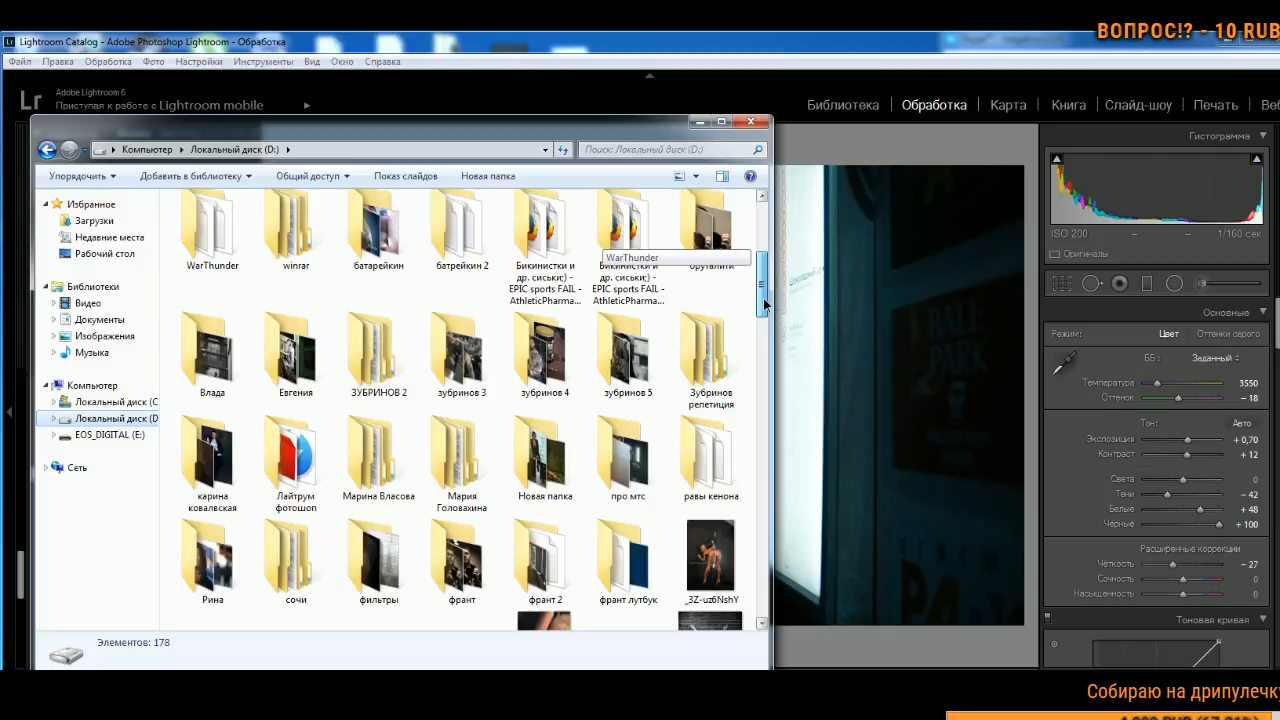 ВОПРОС!? - 10 RUB
Lightroom Catalog - Adobe Photoshop Lightroom - Обработка
Файл Правка Обработка Фото Настройки Инструменты Вид Окно Справка
Lr
Adobe Lightroom 6
Приступая к работе с Lightroom mobile
Библиотека Обработка Карта Книга Слайд-шоу Печать Ве
Компьютер Локальный диск (D:)
Поиск: Локальный диск (D:)
Упорядочить Добавить в библиотеку Общий доступ Показ слайдов Новая папка
Избранное
Загрузки
Недавние места
Рабочий стол
Библиотеки
Видео
Документы
Изображения
Музыка
Компьютер
Локальный диск (C
Локальный диск (D
EOS_DIGITAL (E:)
Сеть
WarThunder
WarThunder winrar батарейкин батрейкин 2
Бикинистки и
др. сиськи;) -
EPIC sports FAIL -
AthleticPharma...
др. сиськи;) -
EPIC sports FAIL -
AthleticPharma...
Влада Евгения ЗУБРИНОВ 2 зубринов 3 зубринов 4 зубринов 5 Зубринов
репетиция
карина
ковалвская
Лайтрум
фотошоп
Марина Власова
Мария
Головахина
Новая папка про мтс равы кенона
Рина сочи фильтры франт франт 2 франт лутбук _3Z-uz6NshY
Элементов: 178
BALL
PARK
Гистограмма
ISO 200 – – 1/160 сек
Оригиналы
Основные
Режим: Цвет Оттенки серого
ББ: Заданный
Температура 3550
Оттенок – 18
Тон: Авто
Экспозиция + 0,70
Контраст + 12
Света 0
Тени – 42
Белые + 48
Чёрные + 100
Расширенные коррекции
Чёткость – 27
Сочность 0
Насыщенность 0
Тоновая кривая
Собираю на дрипулечк